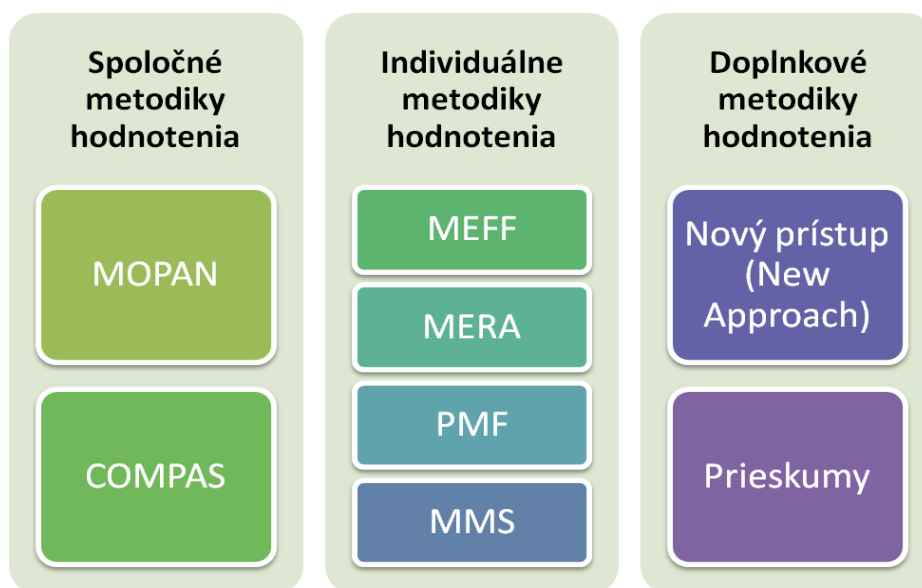 Spoločné
metodiky
hodnotenia
MOPAN
COMPAS
Individuálne
metodiky
hodnotenia
MEFF
MERA
PMF
MMS
Doplnkové
metodiky
hodnotenia
Nový prístup
(New
Approach)
Prieskumy